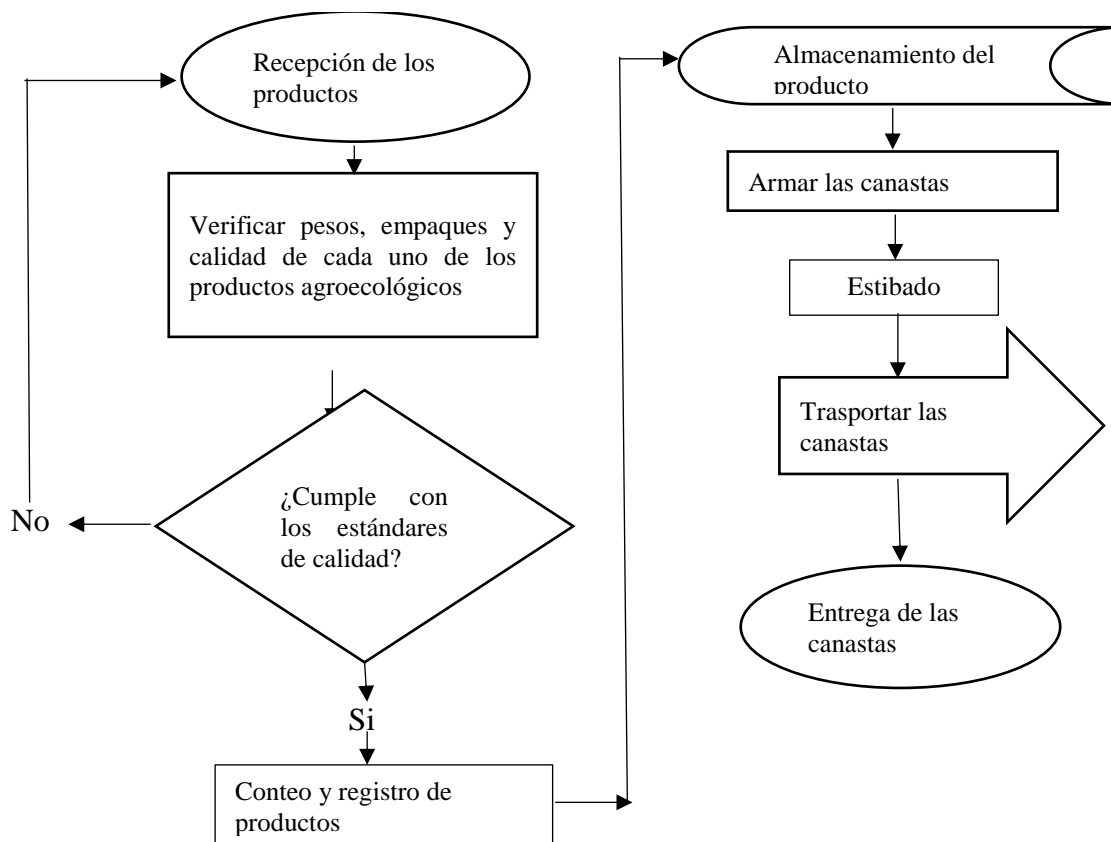 Recepción de los
productos
Verificar pesos, empaques y
calidad de cada uno de los
productos agroecológicos
¿Cumple con
los estándares
de calidad?
No
Si
Conteo y registro de
productos
Almacenamiento del
producto
Armar las canastas
Estibado
Trasportar las
canastas
Entrega de las
canastas